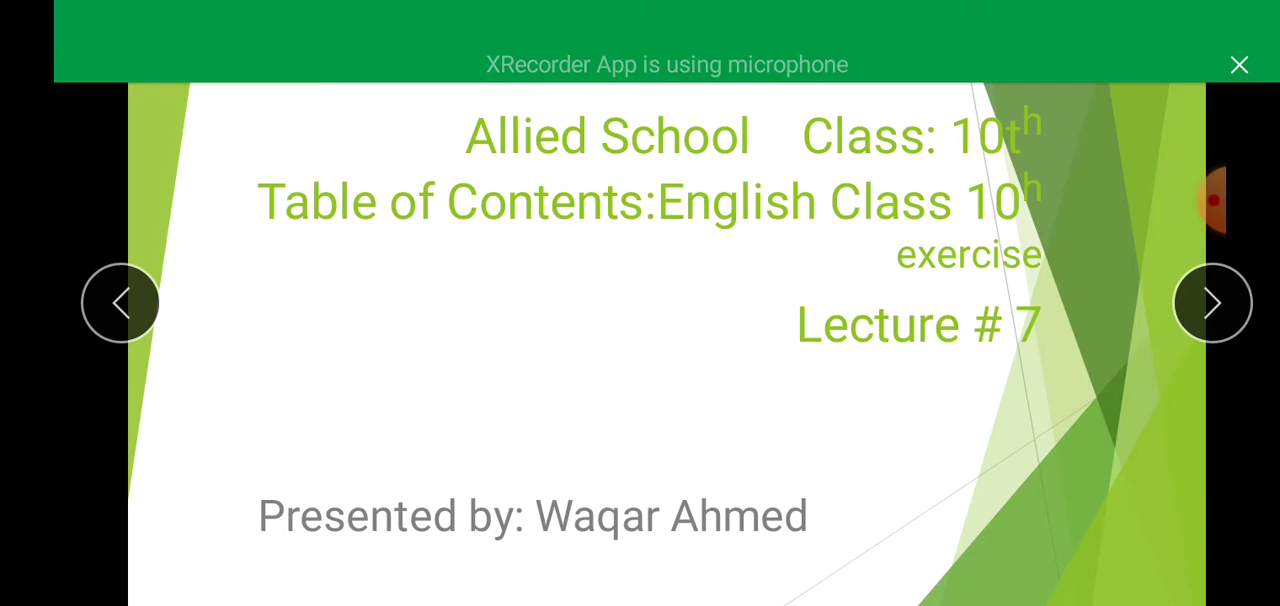 XRecorder App is using microphone
Allied School Class: 10th
Table of Contents:English Class 10h
exercise
Lecture # 7
Presented by: Waqar Ahmed